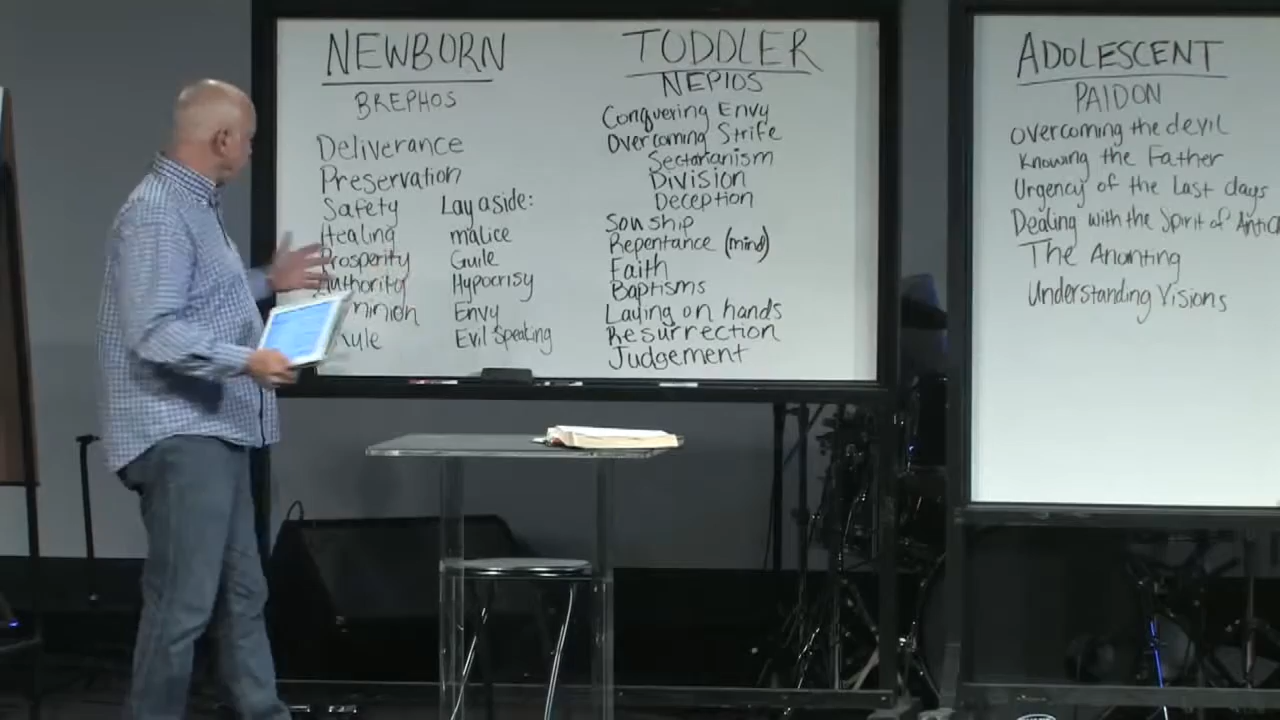 NEWBORN
BREPHOS
Deliverance
Preservation
Safety
Healing
Prosperity
Authority
Lay aside:
malice
Guile
Hypocrisy
Envy
Evil Speaking
TODDLER
NEPIOS
Conquering Envy
Overcoming Strife
Sectarianism
Division
Deception
Sonship
Repentance (mind)
Faith
Baptisms
Laying on hands
Resurrection
Judgement
ADOLESCENT
PAIDON
Overcoming the devil
Knowing the Father
Urgency of the Last days
Dealing with the Spirit of
The Anointing
Understanding Visions